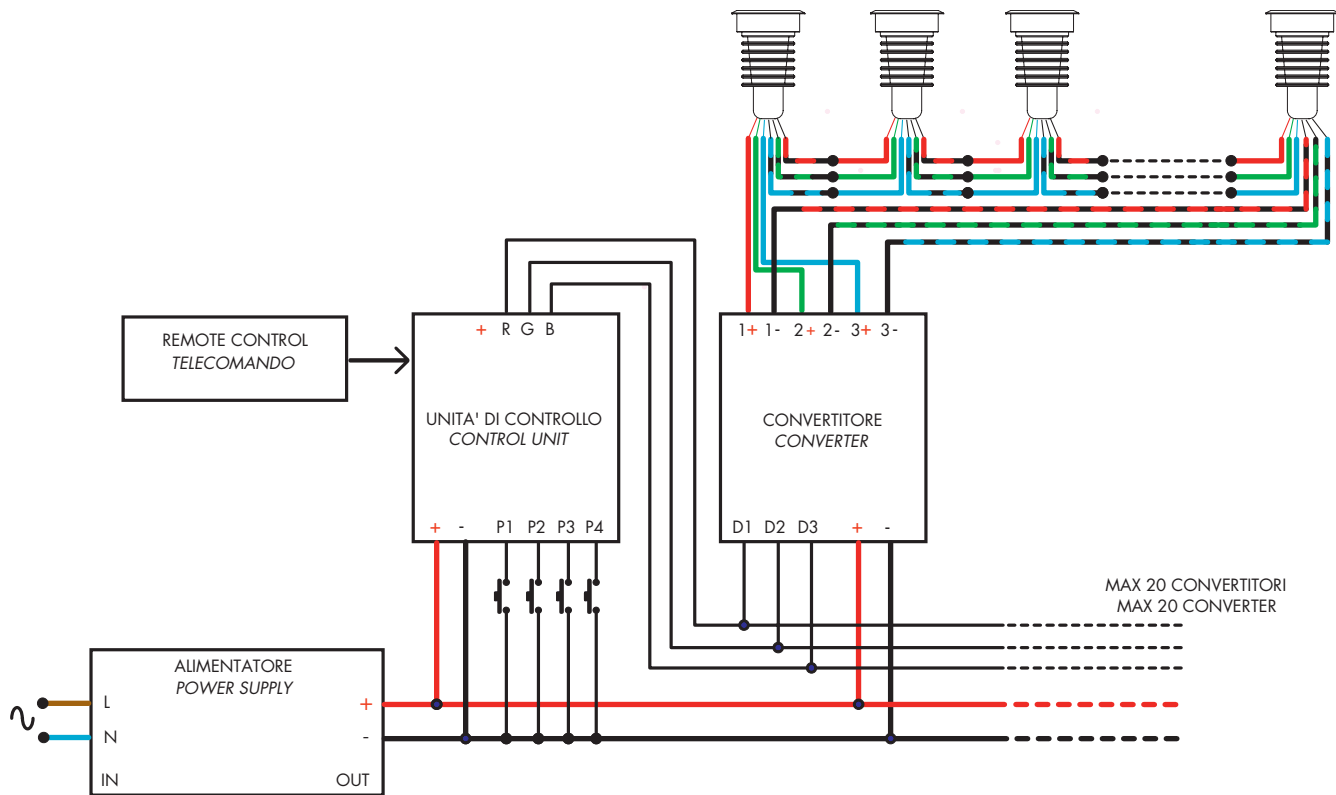 1+ 1- 2+ 2- 3+ 3-
+ R G B
REMOTE CONTROL
TELECOMANDO
UNITA' DI CONTROLLO
CONTROL UNIT
CONVERTITORE
CONVERTER
+ - P1 P2 P3 P4
D1 D2 D3 + -
MAX 20 CONVERTITORI
MAX 20 CONVERTER
ALIMENTATORE
POWER SUPPLY
L +
N -
IN OUT